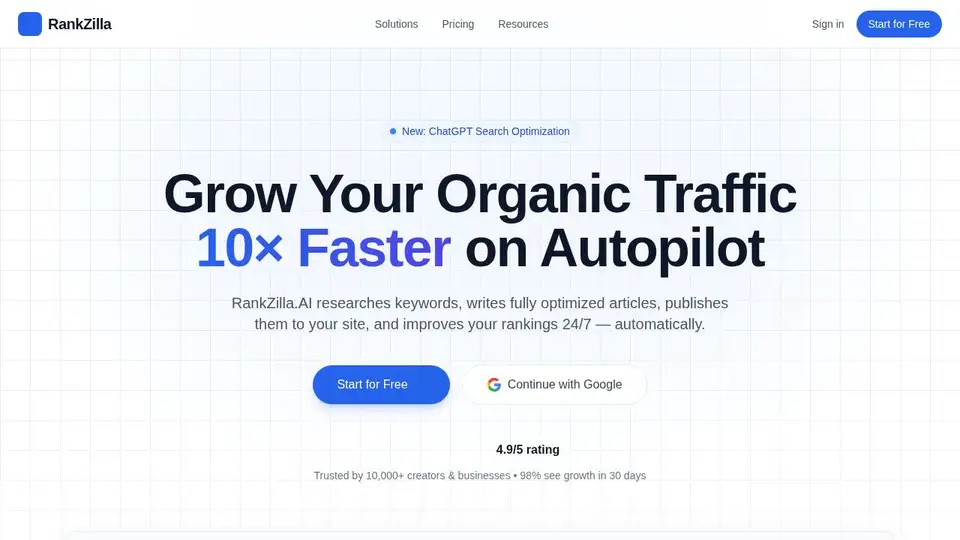 RankZilla
Solutions
Pricing
Resources
Sign in
Start for Free
New: ChatGPT Search Optimization
Grow Your Organic Traffic
10× Faster on Autopilot
RankZilla.AI researches keywords, writes fully optimized articles, publishes
them to your site, and improves your rankings 24/7 — automatically.
Start for Free
Continue with Google
4.9/5 rating
Trusted by 10,000+ creators & businesses • 98% see growth in 30 days